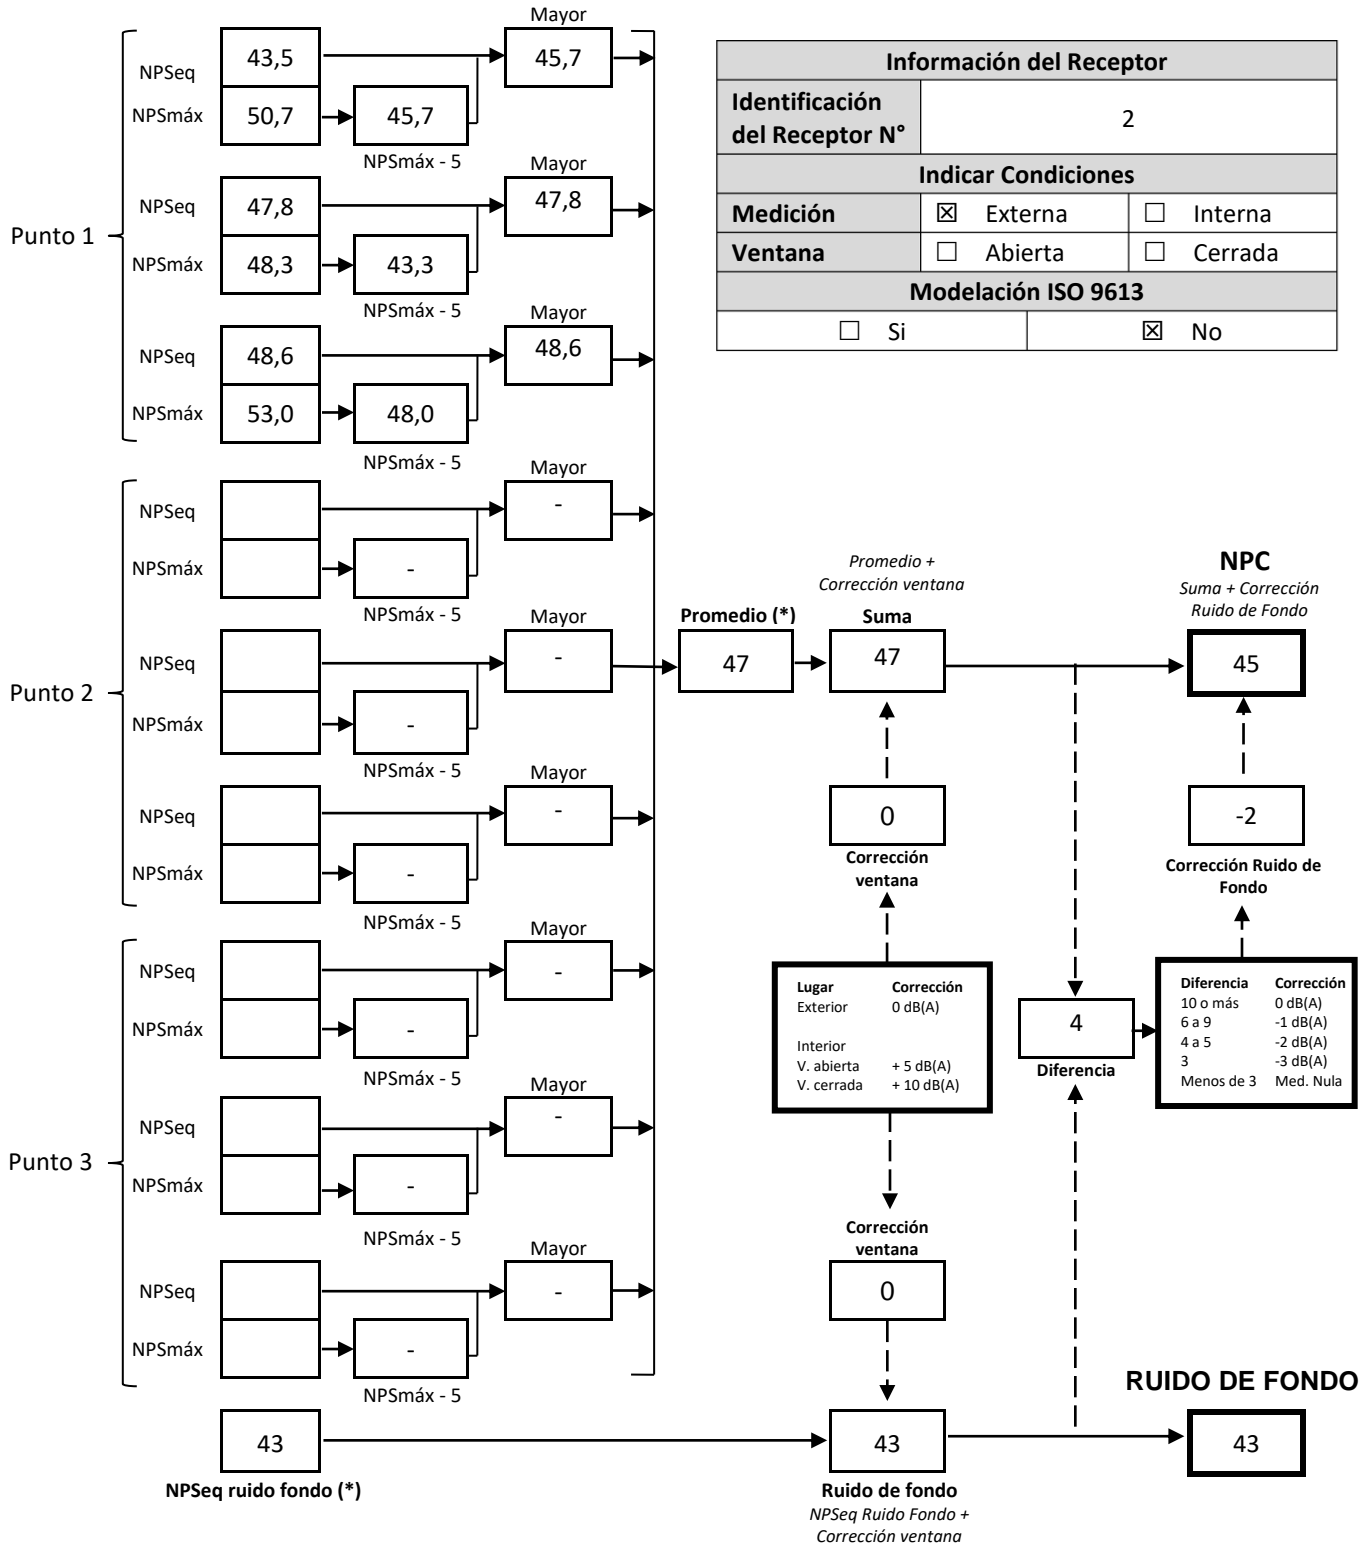 Información del Receptor
Identificación
del Receptor N°
2
Indicar Condiciones
Medición ☒ Externa ☐ Interna
Ventana ☐ Abierta ☐ Cerrada
Modelación ISO 9613
☐ Si ☒ No
Punto 1
Mayor
NPSeq 43,5 45,7
NPSmáx 50,7 45,7
NPSmáx - 5
Mayor
NPSeq 47,8 47,8
NPSmáx 48,3 43,3
NPSmáx - 5
Mayor
NPSeq 48,6 48,6
NPSmáx 53,0 48,0
NPSmáx - 5
Punto 2
Mayor
NPSeq -
NPSmáx -
NPSmáx - 5
Mayor
NPSeq -
NPSmáx -
NPSmáx - 5
Mayor
NPSeq -
NPSmáx -
NPSmáx - 5
Punto 3
Mayor
NPSeq -
NPSmáx -
NPSmáx - 5
Mayor
NPSeq -
NPSmáx -
NPSmáx - 5
Mayor
NPSeq -
NPSmáx -
NPSmáx - 5
43
NPSeq ruido fondo (*)
Promedio (*)
47
Promedio +
Corrección ventana
Suma
47
0
Corrección
ventana
Lugar Corrección
Exterior 0 dB(A)
Interior
V. abierta + 5 dB(A)
V. cerrada + 10 dB(A)
Corrección
ventana
0
43
Ruido de fondo
NPSeq Ruido Fondo +
Corrección ventana
4
Diferencia
NPC
Suma + Corrección
Ruido de Fondo
45
-2
Corrección Ruido de
Fondo
Diferencia Corrección
10 o más 0 dB(A)
6 a 9 -1 dB(A)
4 a 5 -2 dB(A)
3 -3 dB(A)
Menos de 3 Med. Nula
RUIDO DE FONDO
43